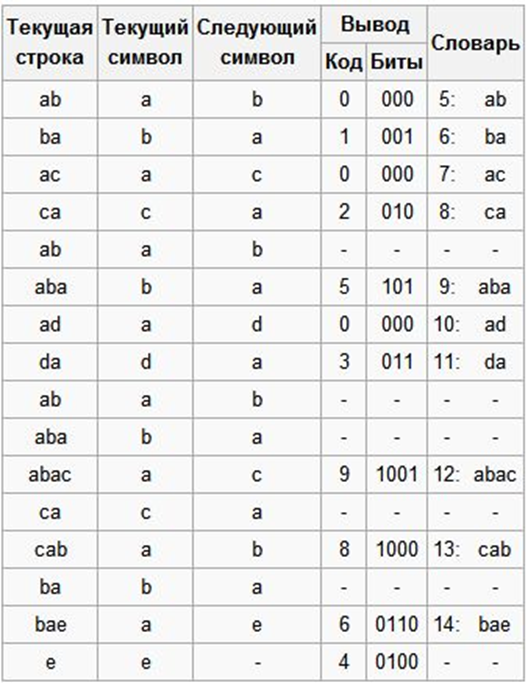 Текущая строка Текущий символ Следующий символ Вывод Словарь
Код Биты
ab a b 0 000 5: ab
ba b a 1 001 6: ba
ac a c 0 000 7: ac
ca c a 2 010 8: ca
ab a b - - - -
aba b a 5 101 9: aba
ad a d 0 000 10: ad
da d a 3 011 11: da
ab a b - - - -
aba b a - - - -
abac a c 9 1001 12: abac
ca c a - - - -
cab a b 8 1000 13: cab
ba b a - - - -
bae a e 6 0110 14: bae
e e - 4 0100 - -